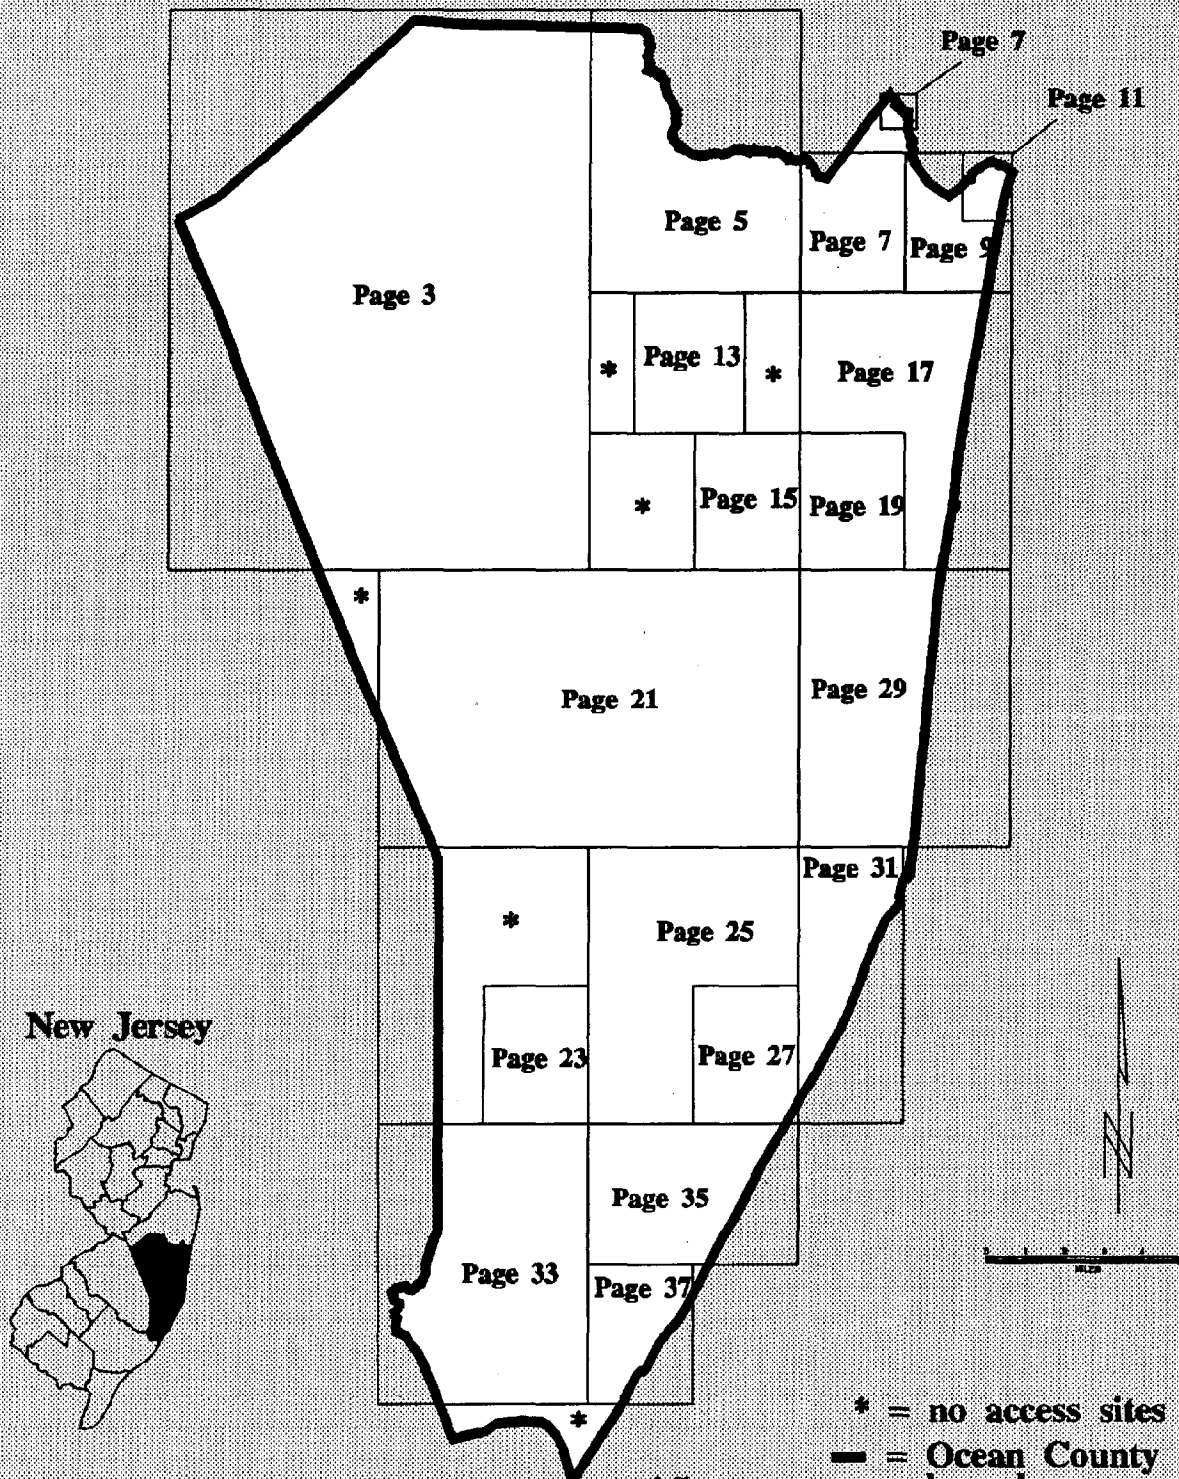 Page 7
Page 11
Page 5
Page 7
Page 9
Page 3
Page 13
Page 17
*
*
Page 15
Page 19
*
*
Page 21
Page 29
Page 31
*
Page 25
New Jersey
Page 23
Page 27
Page 35
Page 33
Page 37
* = no access sites
*
= Ocean County